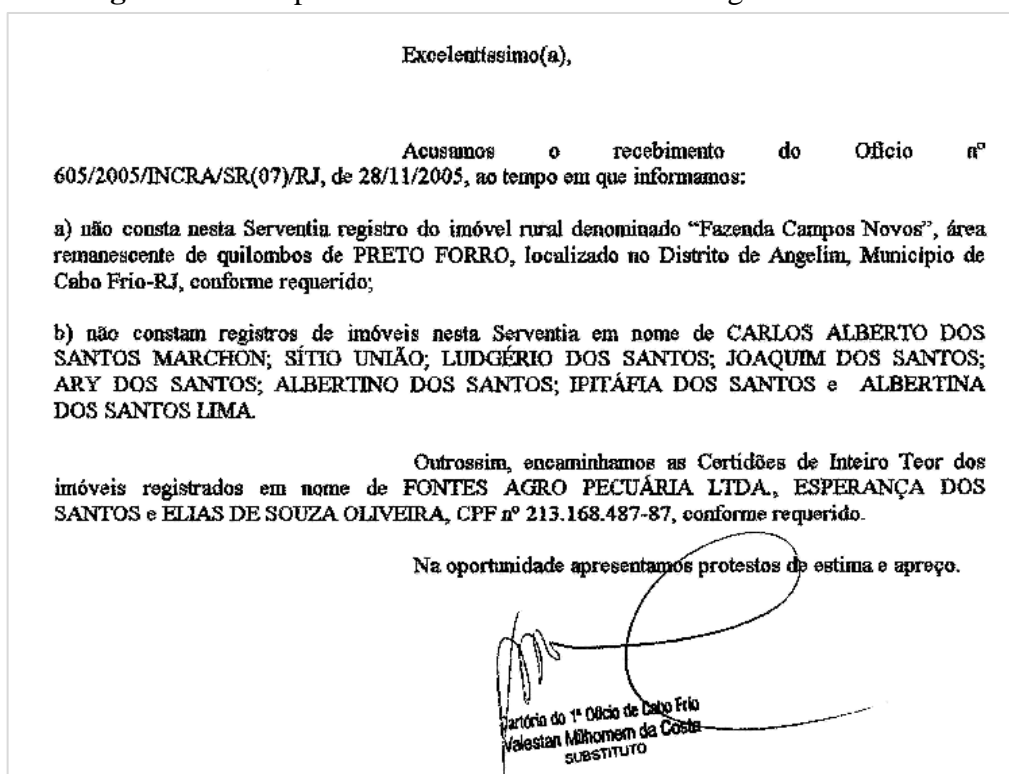 Excelentíssimo(a),
Acusamos o recebimento do Ofício nº
605/2005/INCRA/SR(07)/RJ, de 28/11/2005, ao tempo em que informamos:
a) não consta nesta Serventia registro do imóvel rural denominado “Fazenda Campos Novos”, área
remanescente de quilombos de PRETO FORRO, localizado no Distrito de Angelim, Município de
Cabo Frio-RJ, conforme requerido;
b) não constam registros de imóveis nesta Serventia em nome de CARLOS ALBERTO DOS
SANTOS MARCHON; SÍTIO UNIÃO; LUDGÉRIO DOS SANTOS; JOAQUIM DOS SANTOS;
ARY DOS SANTOS; ALBERTINO DOS SANTOS; IPITÁFIA DOS SANTOS e ALBERTINA
DOS SANTOS LIMA.
Outrossim, encaminhamos as Certidões de Inteiro Teor dos
imóveis registrados em nome de FONTES AGRO PECUÁRIA LTDA., ESPERANÇA DOS
SANTOS e ELIAS DE SOUZA OLIVEIRA, CPF nº 213.168.487-87, conforme requerido.
Na oportunidade apresentamos protestos de estima e apreço.
Cartório do 1º Ofício de Cabo Frio
Valestan Milhomem da Costa
SUBSTITUTO